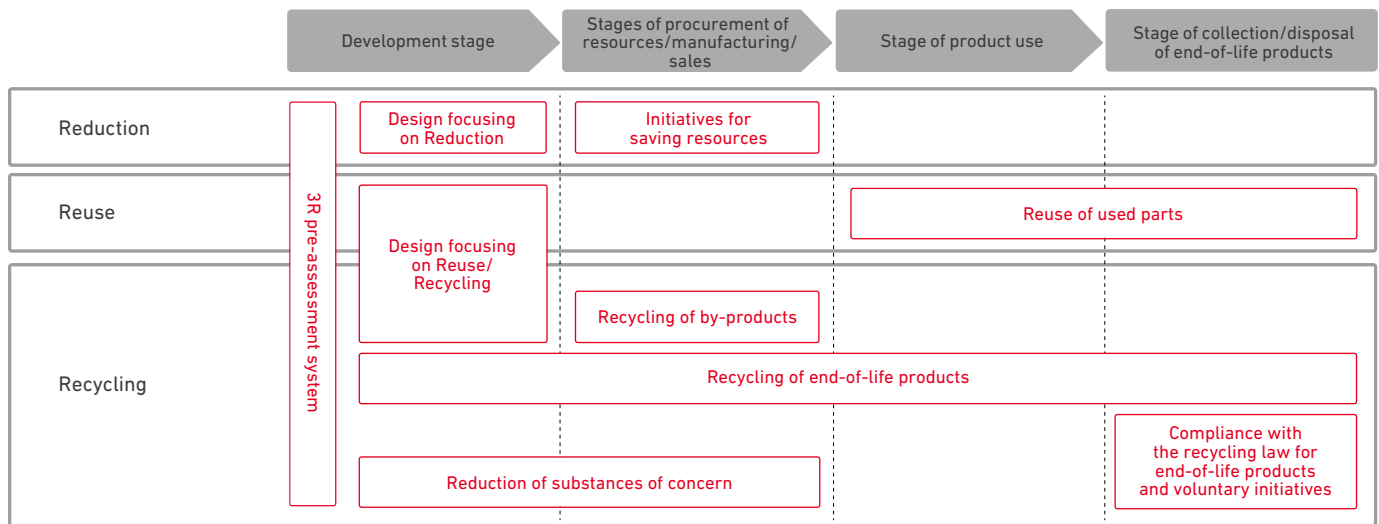 Development stage
Stages of procurement of
resources/manufacturing/
sales
Stage of product use
Stage of collection/disposal
of end-of-life products
Reduction
Design focusing
on Reduction
Initiatives for
saving resources
3R pre-assessment system
Reuse
Design focusing
on Reuse/
Recycling
Reuse of used parts
Recycling
Recycling of by-products
Recycling of end-of-life products
Reduction of substances of concern
Compliance with
the recycling law for
end-of-life products
and voluntary initiatives